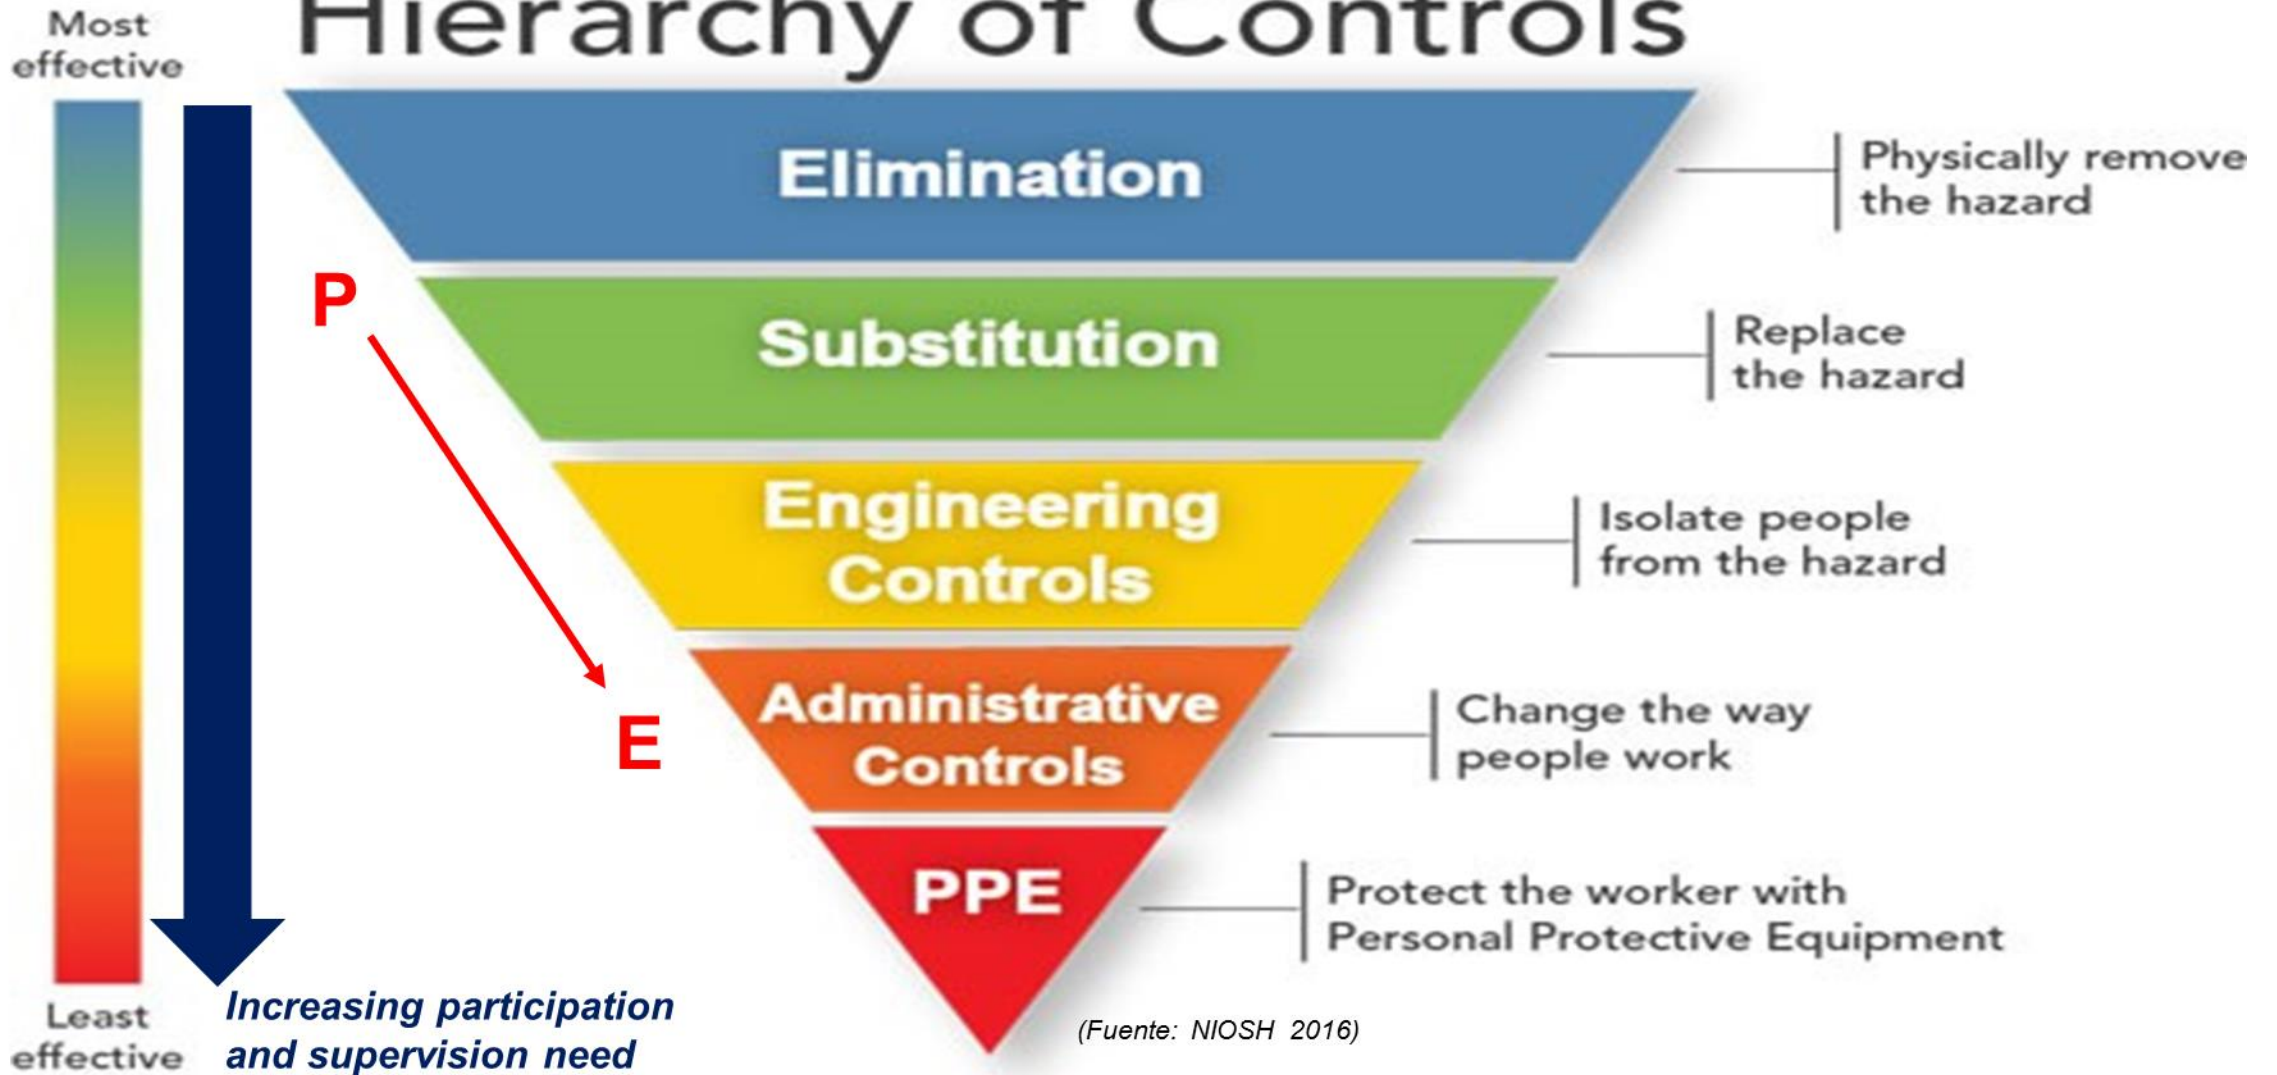 Hierarchy of Controls
Most
effective
Elimination
Physically remove
the hazard
P
Substitution
Replace
the hazard
Engineering
Controls
Isolate people
from the hazard
E
Administrative
Controls
Change the way
people work
PPE
Protect the worker with
Personal Protective Equipment
Least
effective
Increasing participation
and supervision need
(Fuente: NIOSH 2016)